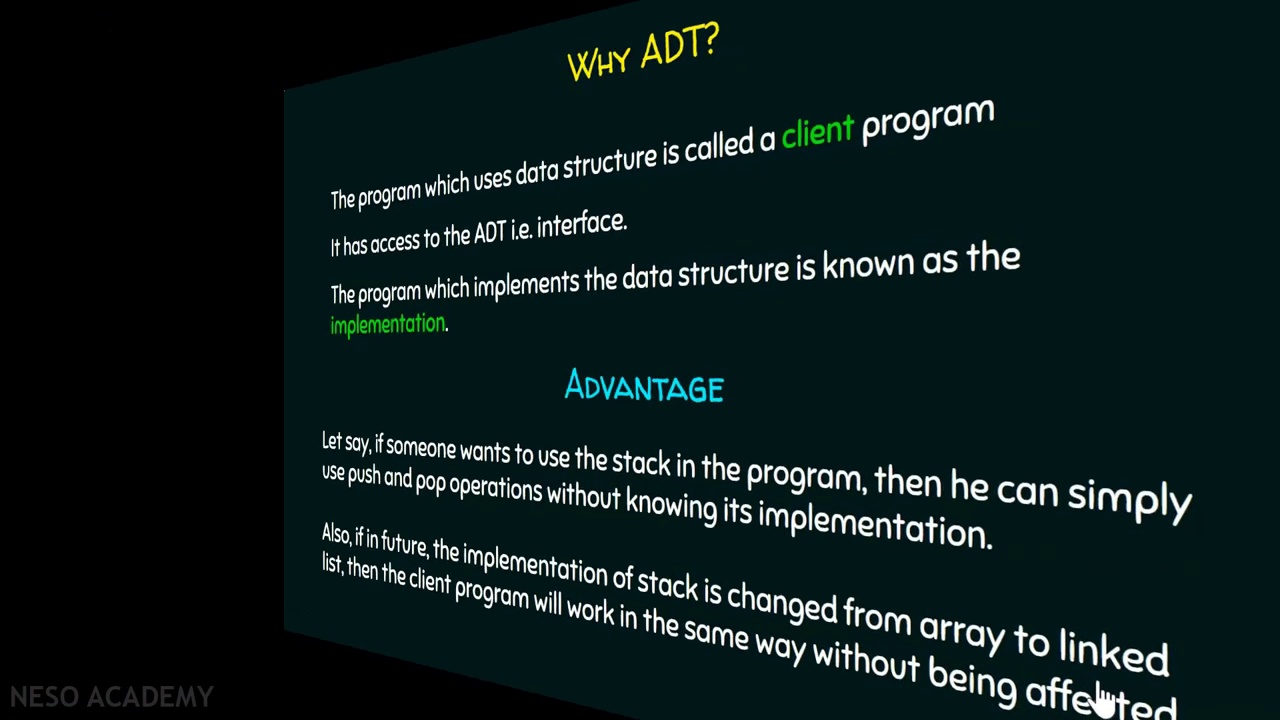 WHY ADT?
The program which uses data structure is called a client program
It has access to the ADT i.e. interface.
The program which implements the data structure is known as the
implementation.
ADVANTAGE
Let say, if someone wants to use the stack in the program, then he can simply
use push and pop operations without knowing its implementation.
Also, if in future, the implementation of stack is changed from array to linked
list, then the client program will work in the same way without being affected
NESO ACADEMY